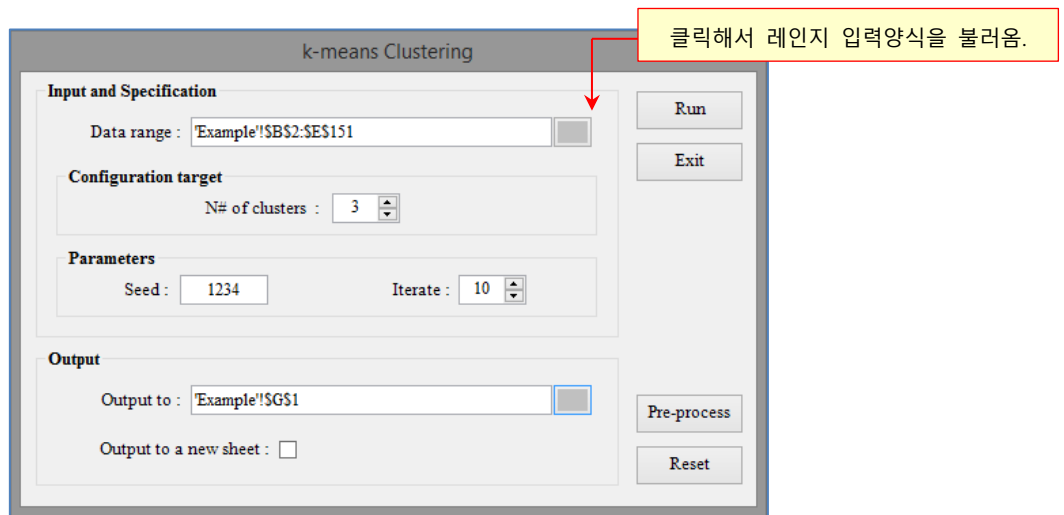 클릭해서 레인지 입력양식을 불러옴.
k-means Clustering
Input and Specification
Data range : 'Example'!$B$2:$E$151
Run
Exit
Configuration target
N# of clusters : 3
Parameters
Seed : 1234 Iterate : 10
Output
Output to : 'Example'!$G$1
Pre-process
Output to a new sheet :
Reset